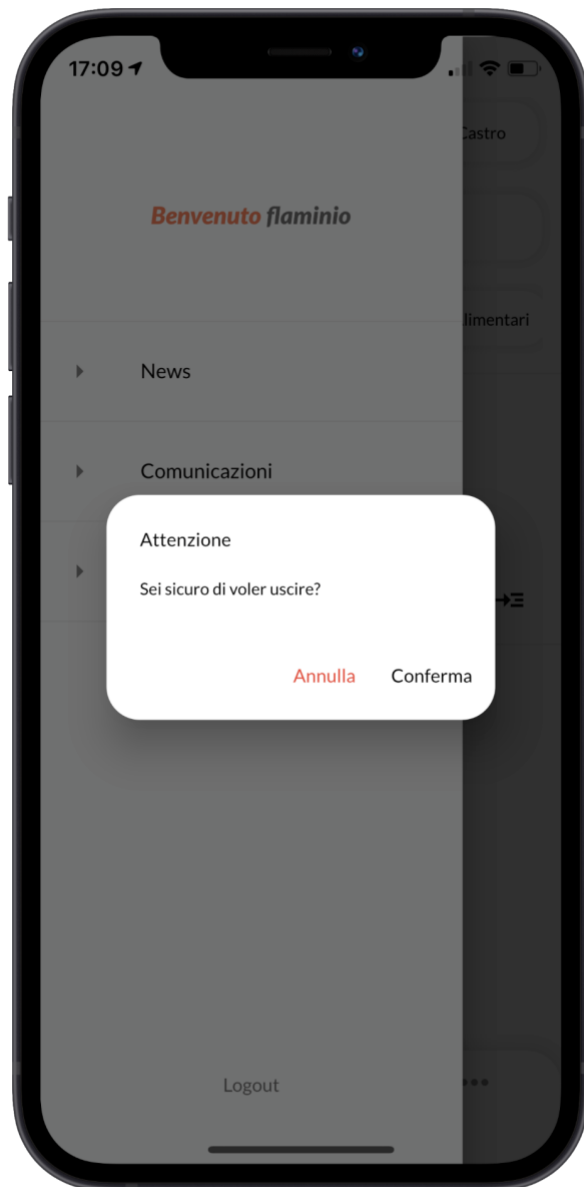 17:09
Castro
Benvenuto flaminio
limentari
News
Comunicazioni
Attenzione
Sei sicuro di voler uscire?
Annulla Conferma
Logout